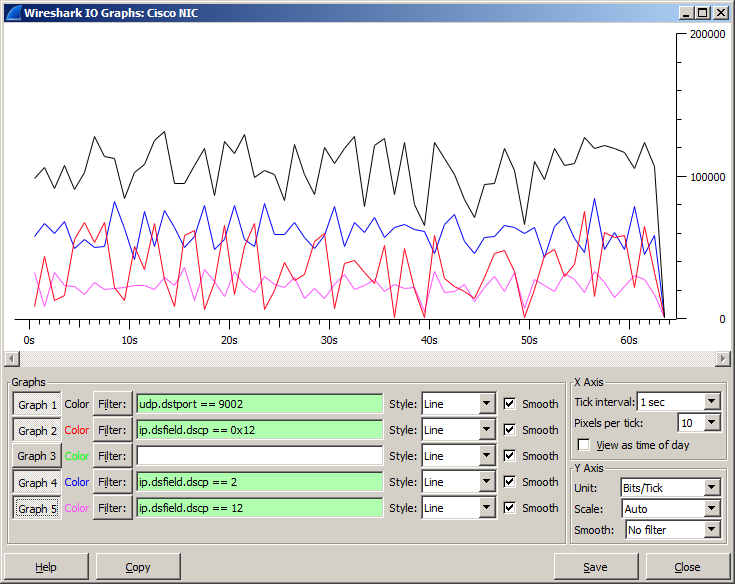 Wireshark IO Graphs: Cisco NIC
200000
100000
0
0s 10s 20s 30s 40s 50s 60s
0s 60s
Graphs
Graph 1 Color Filter: udp.dstport == 9002 Style: Line Smooth
Graph 2 Color Filter: ip.dsfield.dscp == 0x12 Style: Line Smooth
Graph 3 Color Filter: Style: Line Smooth
Graph 4 Color Filter: ip.dsfield.dscp == 2 Style: Line Smooth
Graph 5 Color Filter: ip.dsfield.dscp == 12 Style: Line Smooth
X Axis
Tick interval: 1 sec
Pixels per tick: 10
View as time of day
Y Axis
Unit: Bits/Tick
Scale: Auto
Smooth: No filter
Help Copy Save Close